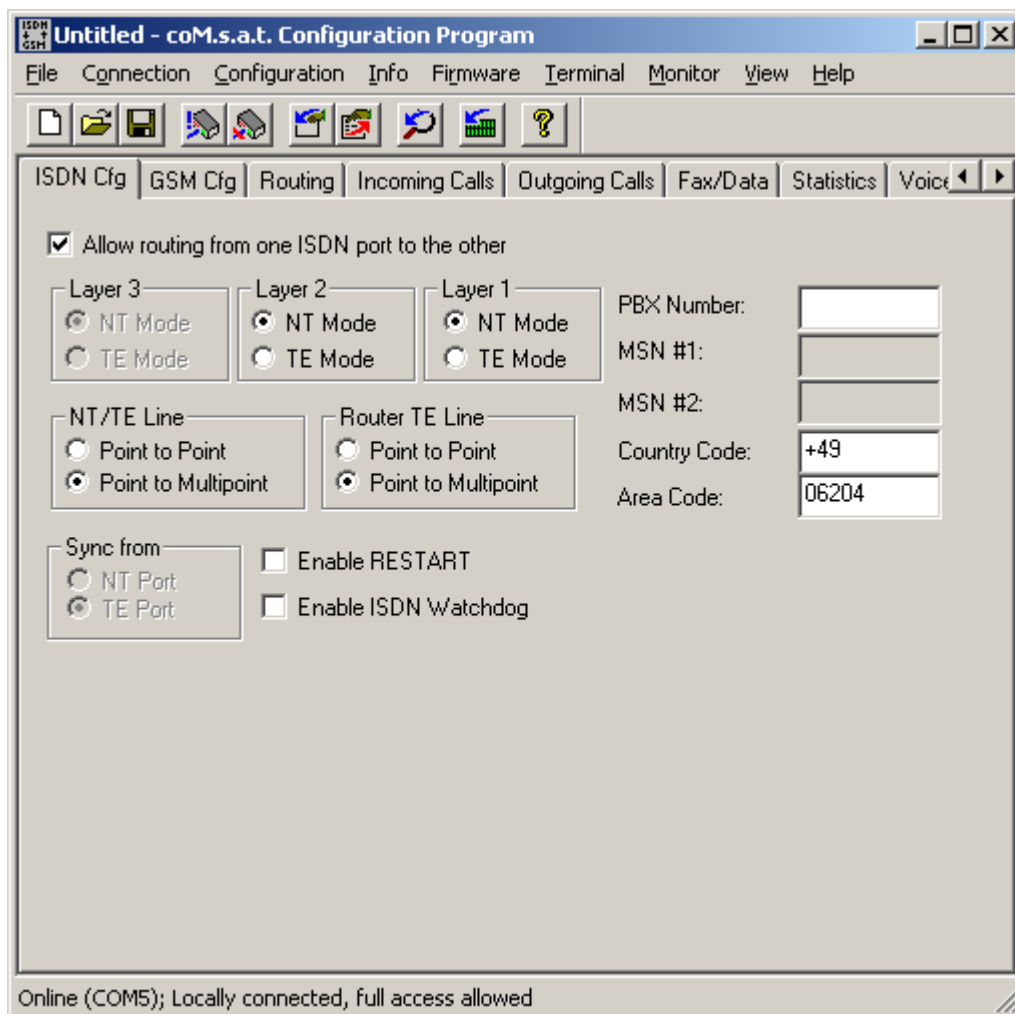 ISDN
GSM
Untitled - coM.s.a.t. Configuration Program
File Connection Configuration Info Firmware Terminal Monitor View Help
ISDN Cfg GSM Cfg Routing Incoming Calls Outgoing Calls Fax/Data Statistics Voice
Allow routing from one ISDN port to the other
Layer 3 Layer 2 Layer 1
NT Mode NT Mode NT Mode
TE Mode TE Mode TE Mode
PBX Number:
MSN #1:
MSN #2:
NT/TE Line Router TE Line
Point to Point Point to Point
Point to Multipoint Point to Multipoint
Country Code: +49
Area Code: 06204
Sync from
NT Port
TE Port
Enable RESTART
Enable ISDN Watchdog
Online (COM5); Locally connected, full access allowed